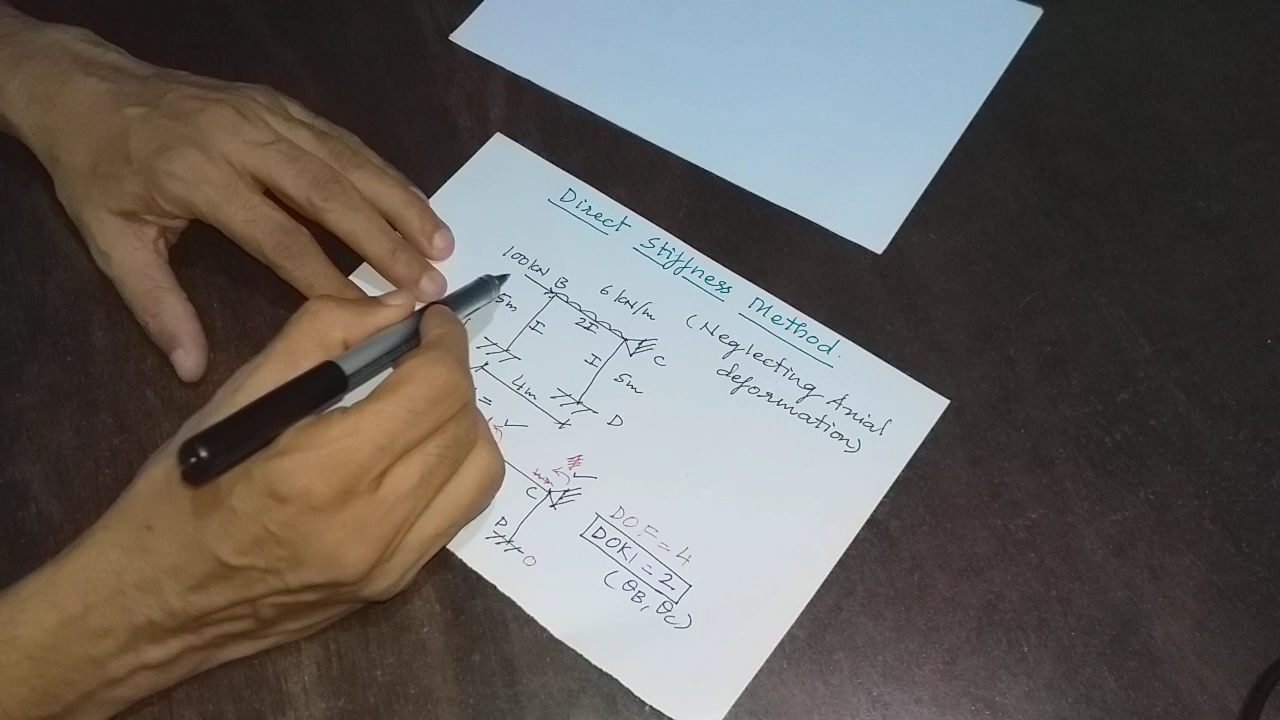 Direct Stiffness Method.
(Neglecting Axial
deformation)
100kN B 6 kN/m
5m I 2I I C
5m
4m D
=
C
D
DOF = 4
DOKI = 2
(θB, θC)